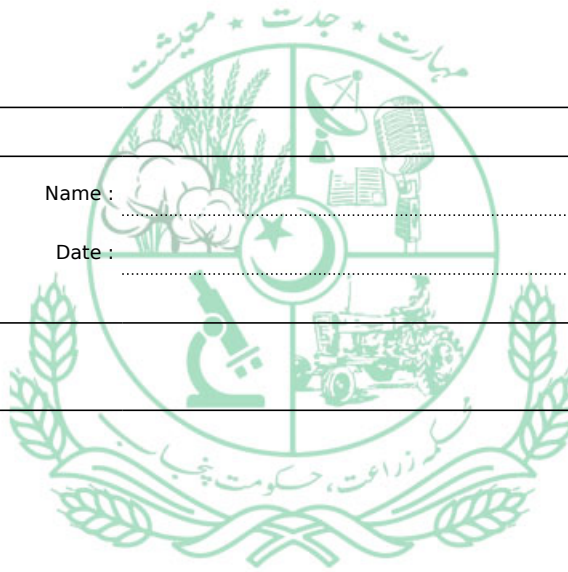 مہارت ٭ جدت ٭ معیشت
Name :
Date :
محکمہ زراعت، حکومت پنجاب